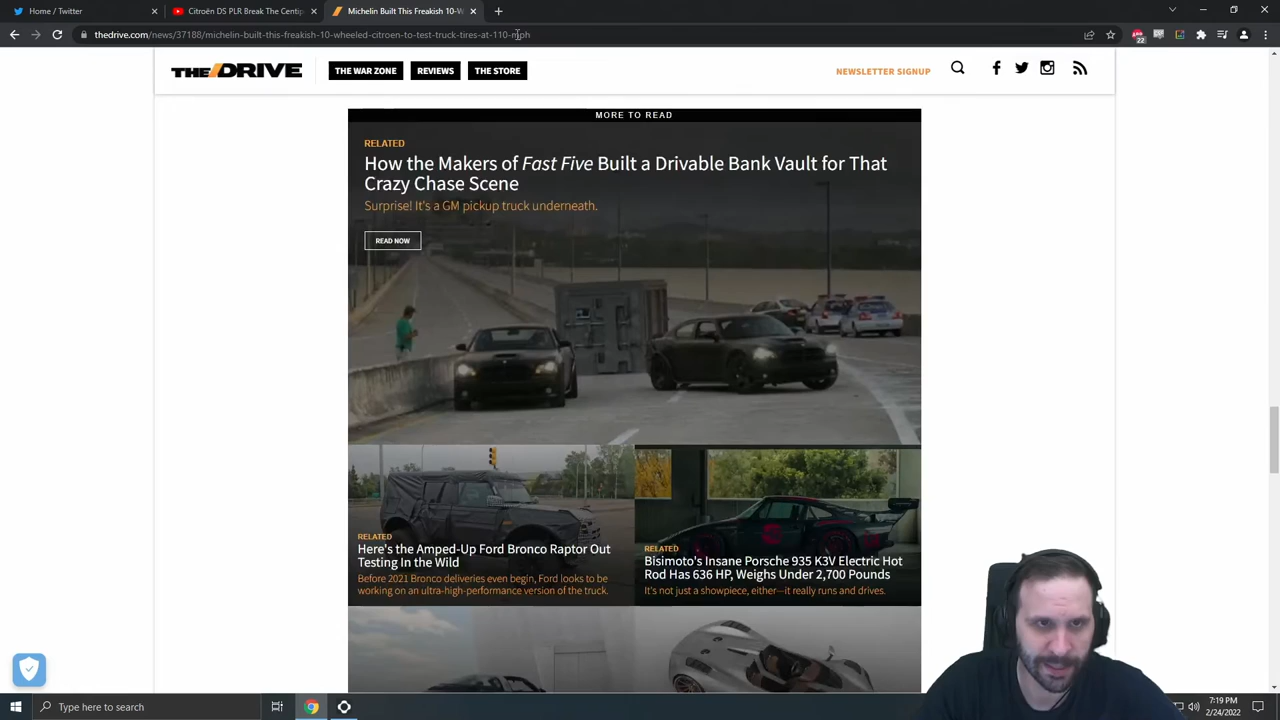 Home / Twitter
Citroën DS PLR Break The Centip
Michelin Built This Freakish 10-W
thedrive.com/news/37188/michelin-built-this-freakish-10-wheeled-citroen-to-test-truck-tires-at-110-mph
22
THE DRIVE
THE WAR ZONE
REVIEWS
THE STORE
NEWSLETTER SIGNUP
MORE TO READ
RELATED
How the Makers of Fast Five Built a Drivable Bank Vault for That
Crazy Chase Scene
Surprise! It's a GM pickup truck underneath.
READ NOW
RELATED
Here's the Amped-Up Ford Bronco Raptor Out
Testing In the Wild
Before 2021 Bronco deliveries even begin, Ford looks to be
working on an ultra-high-performance version of the truck.
RELATED
Bisimoto's Insane Porsche 935 K3V Electric Hot
Rod Has 636 HP, Weighs Under 2,700 Pounds
It's not just a showpiece, either—it really runs and drives.
Type here to search
7:19 PM
2/24/2022